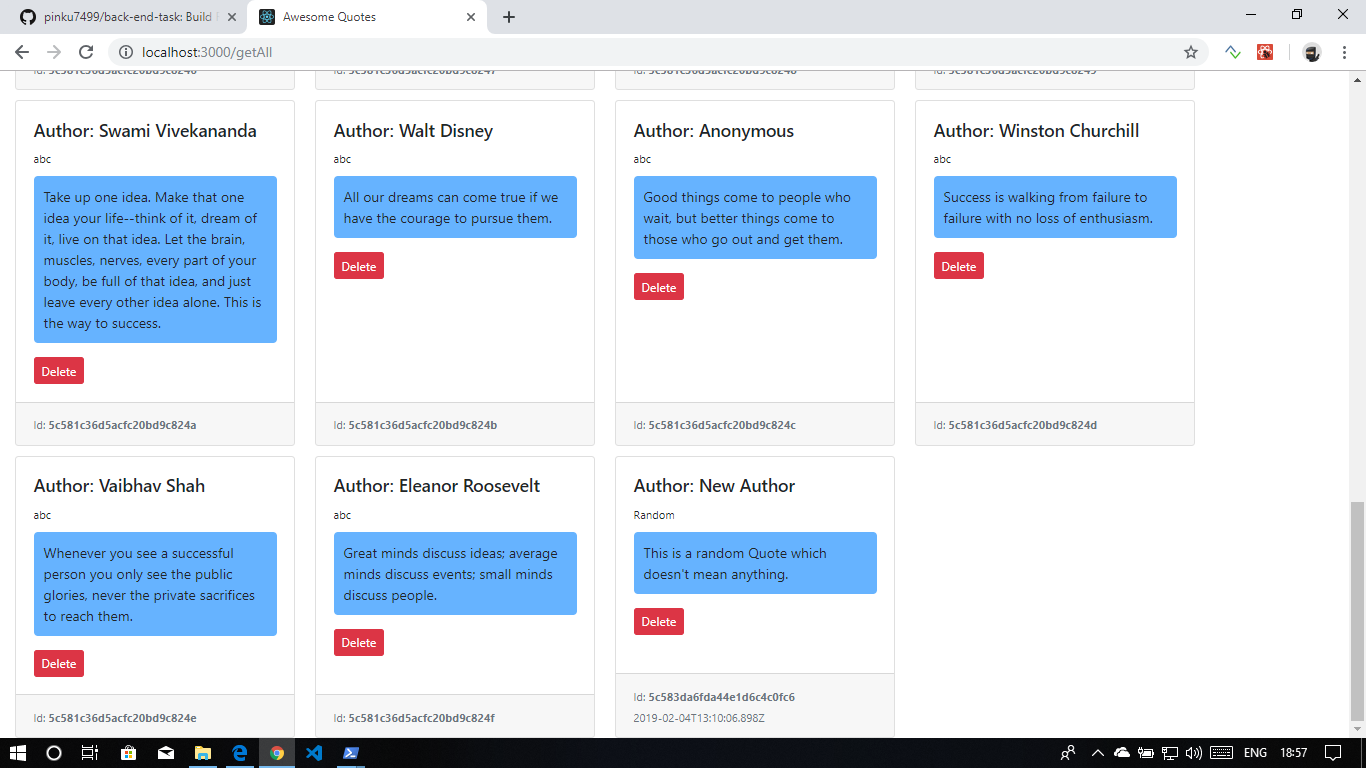 pinku7499/back-end-task: Build
Awesome Quotes
localhost:3000/getAll
Id: 5c581c36d5acfc20bd9c8246
Id: 5c581c36d5acfc20bd9c8247
Id: 5c581c36d5acfc20bd9c8248
Id: 5c581c36d5acfc20bd9c8249
Author: Swami Vivekananda
abc
Take up one idea. Make that one
idea your life--think of it, dream of
it, live on that idea. Let the brain,
muscles, nerves, every part of your
body, be full of that idea, and just
leave every other idea alone. This is
the way to success.
Delete
Id: 5c581c36d5acfc20bd9c824a
Author: Walt Disney
abc
All our dreams can come true if we
have the courage to pursue them.
Delete
Id: 5c581c36d5acfc20bd9c824b
Author: Anonymous
abc
Good things come to people who
wait, but better things come to
those who go out and get them.
Delete
Id: 5c581c36d5acfc20bd9c824c
Author: Winston Churchill
abc
Success is walking from failure to
failure with no loss of enthusiasm.
Delete
Id: 5c581c36d5acfc20bd9c824d
Author: Vaibhav Shah
abc
Whenever you see a successful
person you only see the public
glories, never the private sacrifices
to reach them.
Delete
Id: 5c581c36d5acfc20bd9c824e
Author: Eleanor Roosevelt
abc
Great minds discuss ideas; average
minds discuss events; small minds
discuss people.
Delete
Id: 5c581c36d5acfc20bd9c824f
Author: New Author
Random
This is a random Quote which
doesn't mean anything.
Delete
Id: 5c583da6fda44e1d6c4c0fc6
2019-02-04T13:10:06.898Z
ENG
18:57